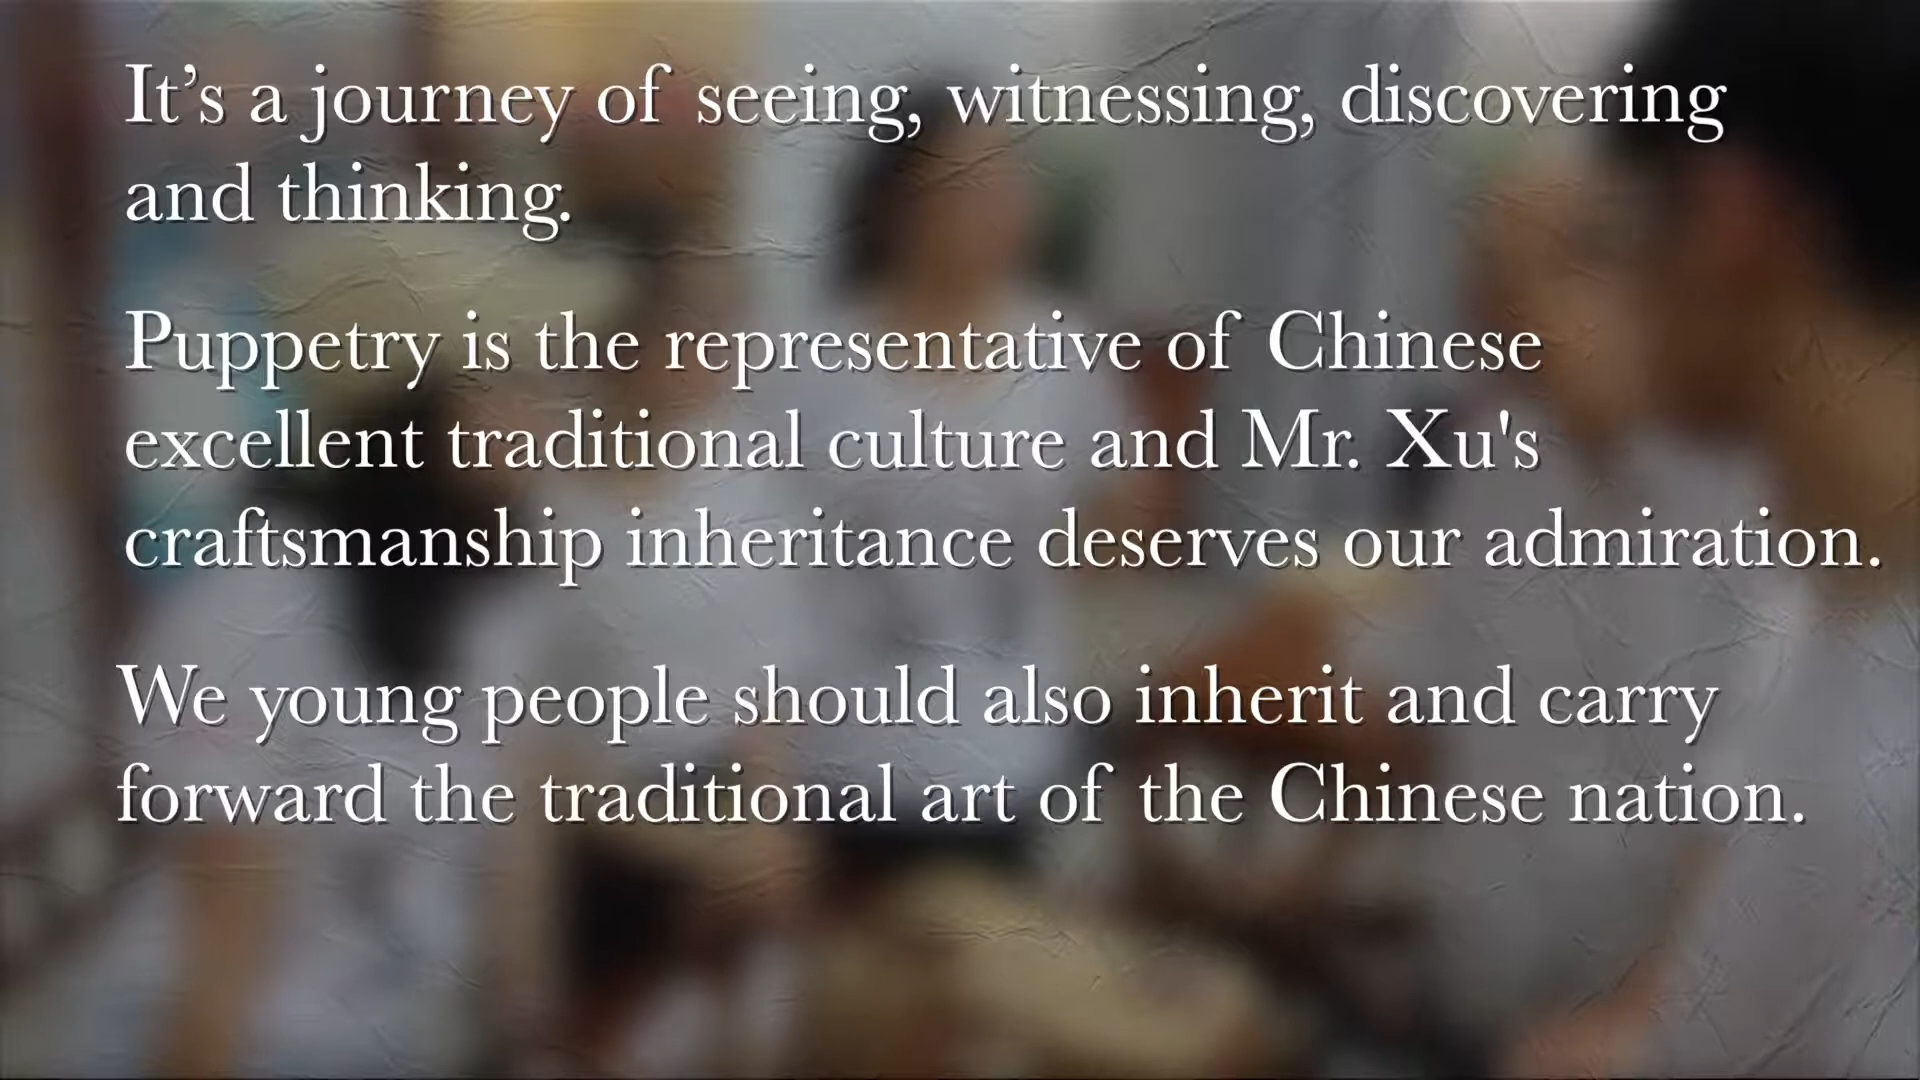 It’s a journey of seeing, witnessing, discovering
and thinking.
Puppetry is the representative of Chinese
excellent traditional culture and Mr. Xu's
craftsmanship inheritance deserves our admiration.
We young people should also inherit and carry
forward the traditional art of the Chinese nation.